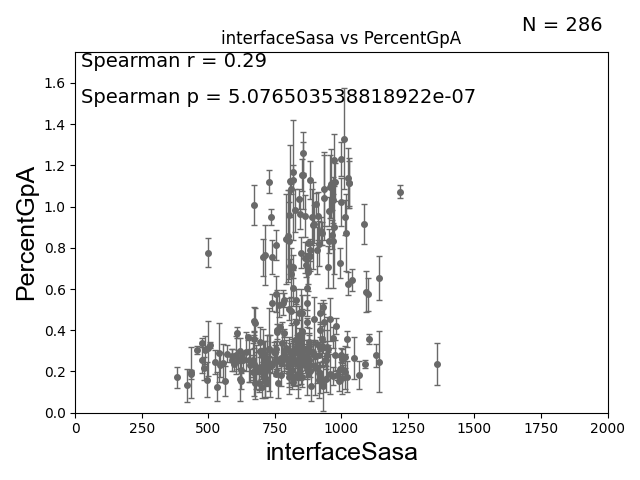 N = 286
interfaceSasa vs PercentGpA
Spearman r = 0.29
Spearman p = 5.076503538818922e-07
PercentGpA
1.6
1.4
1.2
1.0
0.8
0.6
0.4
0.2
0.0
0 250 500 750 1000 1250 1500 1750 2000
interfaceSasa